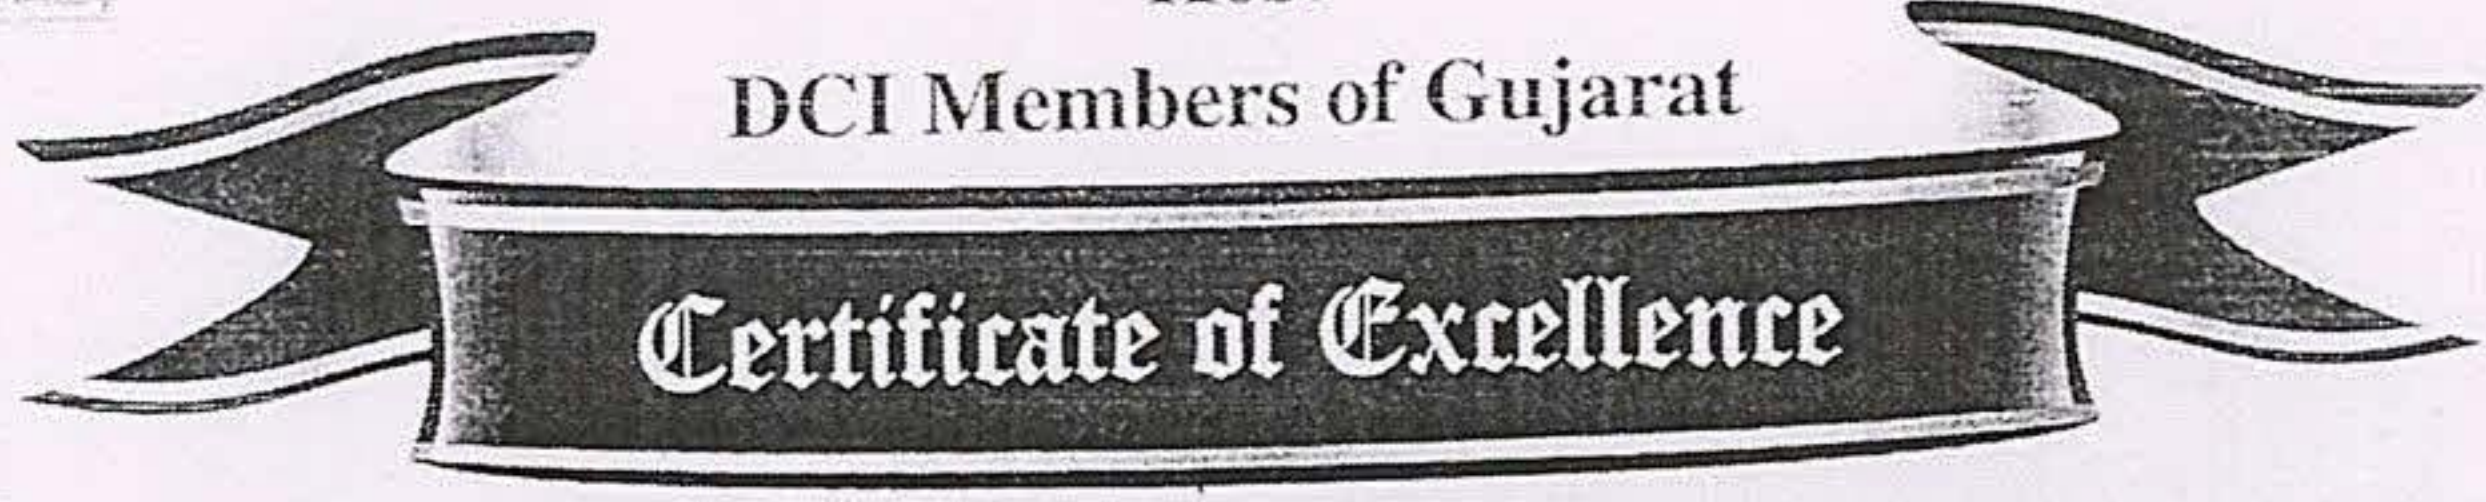 DCI Members of Gujarat
Certificate of Excellence